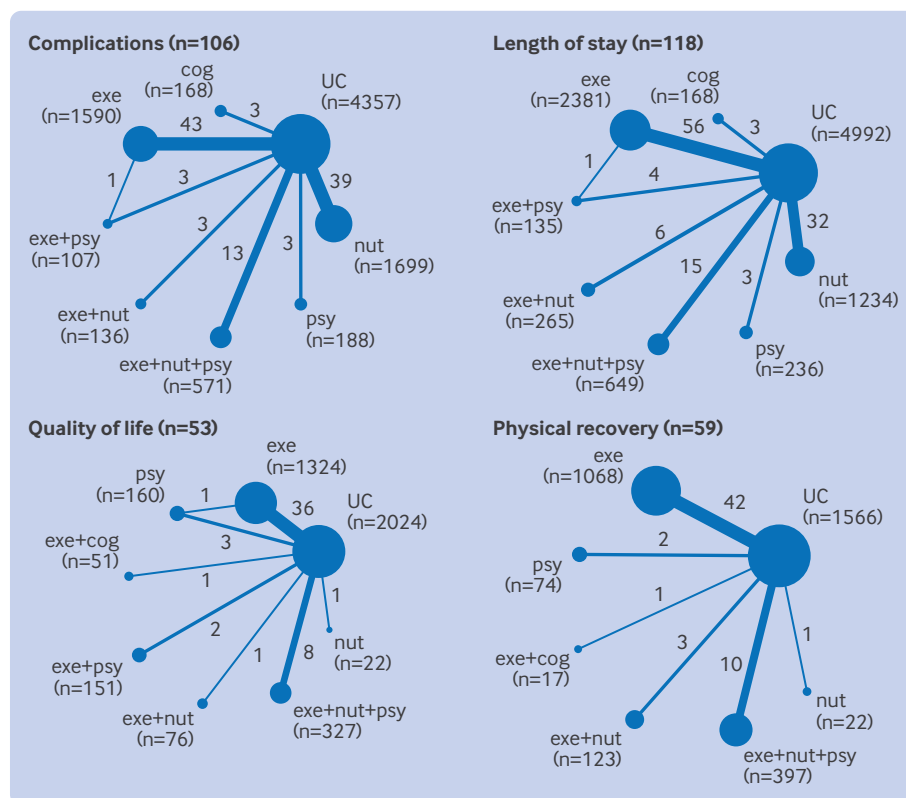 Complications (n=106)
cog
(n=168)
UC
(n=4357)
exe
(n=1590)
43
3
1
3
39
exe+psy
(n=107)
3
13
3
nut
(n=1699)
exe+nut
(n=136)
psy
(n=188)
exe+nut+psy
(n=571)
Length of stay (n=118)
exe
(n=2381)
cog
(n=168)
UC
(n=4992)
56
3
1
4
exe+psy
(n=135)
6
32
15
3
nut
(n=1234)
exe+nut
(n=265)
psy
(n=236)
exe+nut+psy
(n=649)
Quality of life (n=53)
exe
(n=1324)
psy
(n=160)
1
36
UC
(n=2024)
exe+cog
(n=51)
3
1
1
2
1
8
nut
(n=22)
exe+psy
(n=151)
exe+nut
(n=76)
exe+nut+psy
(n=327)
Physical recovery (n=59)
exe
(n=1068)
42
UC
(n=1566)
2
psy
(n=74)
1
exe+cog
(n=17)
3
10
1
nut
(n=22)
exe+nut
(n=123)
exe+nut+psy
(n=397)